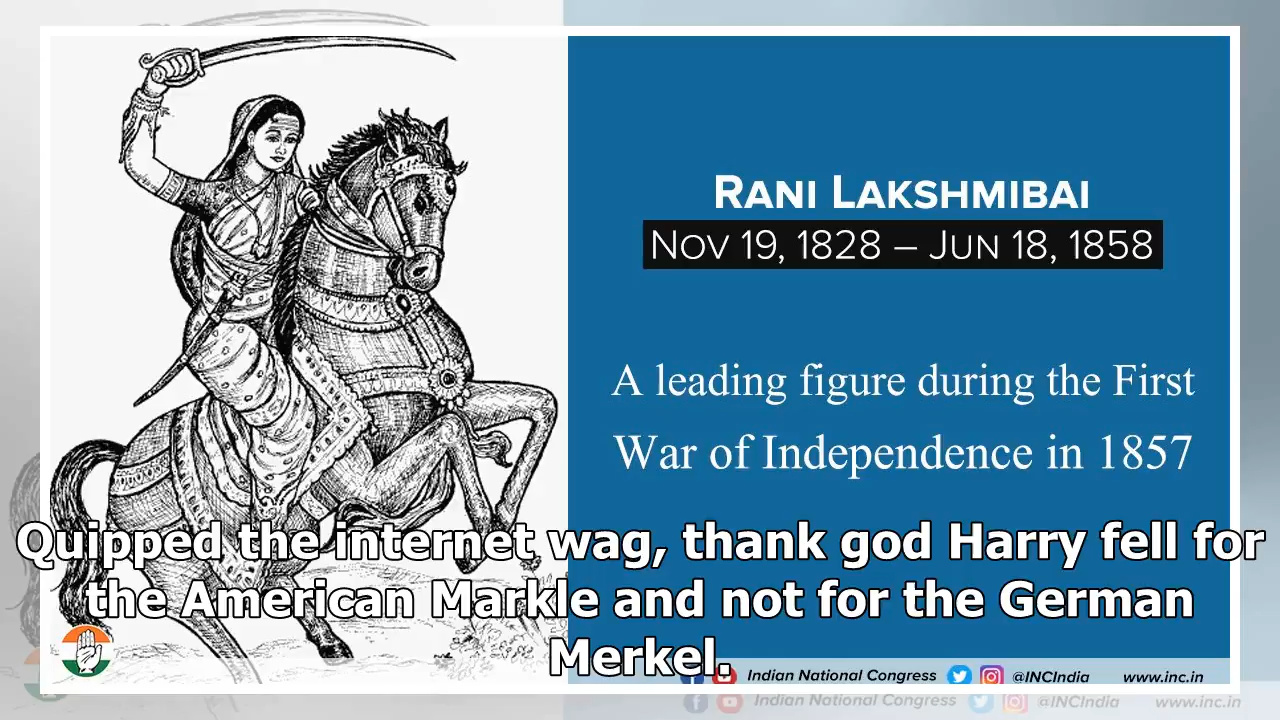 RANI LAKSHMIBAI
NOV 19, 1828 – JUN 18, 1858
A leading figure during the First
War of Independence in 1857
Quipped the internet wag, thank god Harry fell for
the American Markle and not for the German
Merkel.
Indian National Congress @INCIndia www.inc.in
Indian National Congress @INCIndia www.inc.in